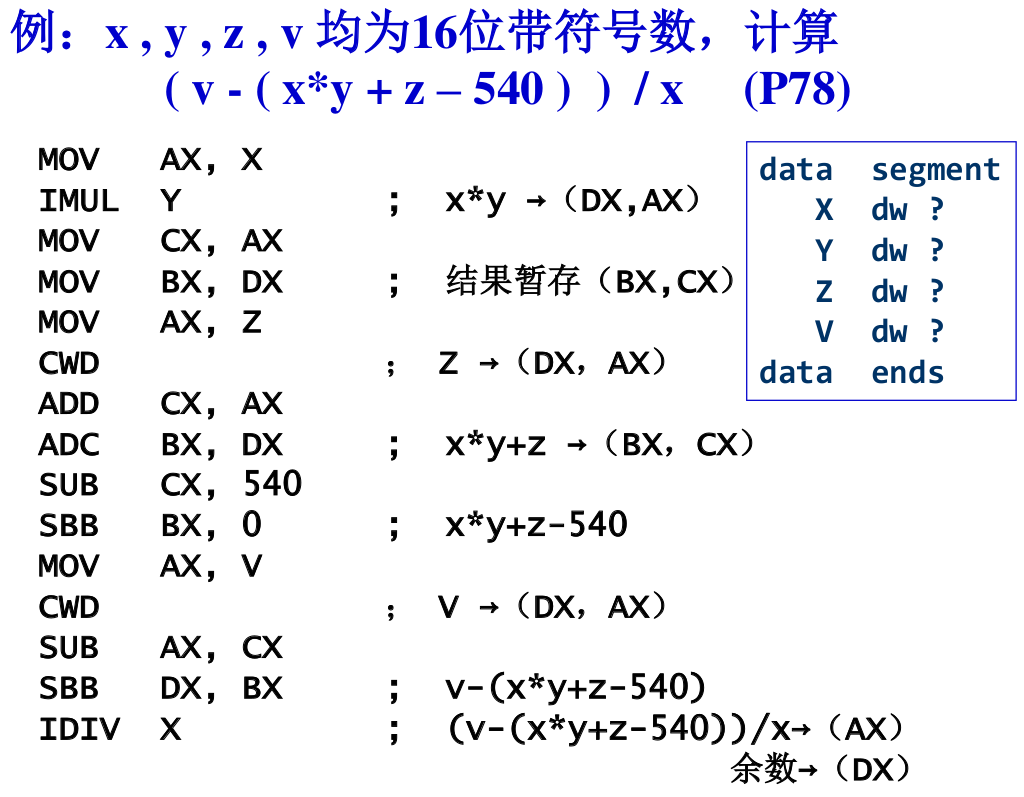 例：x , y , z , v 均为16位带符号数，计算
( v - ( x*y + z – 540 ) ) / x (P78)
MOV AX, X
IMUL Y ; x*y →（DX,AX）
MOV CX, AX
MOV BX, DX ; 结果暂存（BX,CX）
MOV AX, Z
CWD ； Z →（DX，AX）
ADD CX, AX
ADC BX, DX ; x*y+z →（BX，CX）
SUB CX, 540
SBB BX, 0 ; x*y+z-540
MOV AX, V
CWD ； V →（DX，AX）
SUB AX, CX
SBB DX, BX ; v-(x*y+z-540)
IDIV X ; (v-(x*y+z-540))/x→（AX）
余数→（DX）
data segment
X dw ?
Y dw ?
Z dw ?
V dw ?
data ends